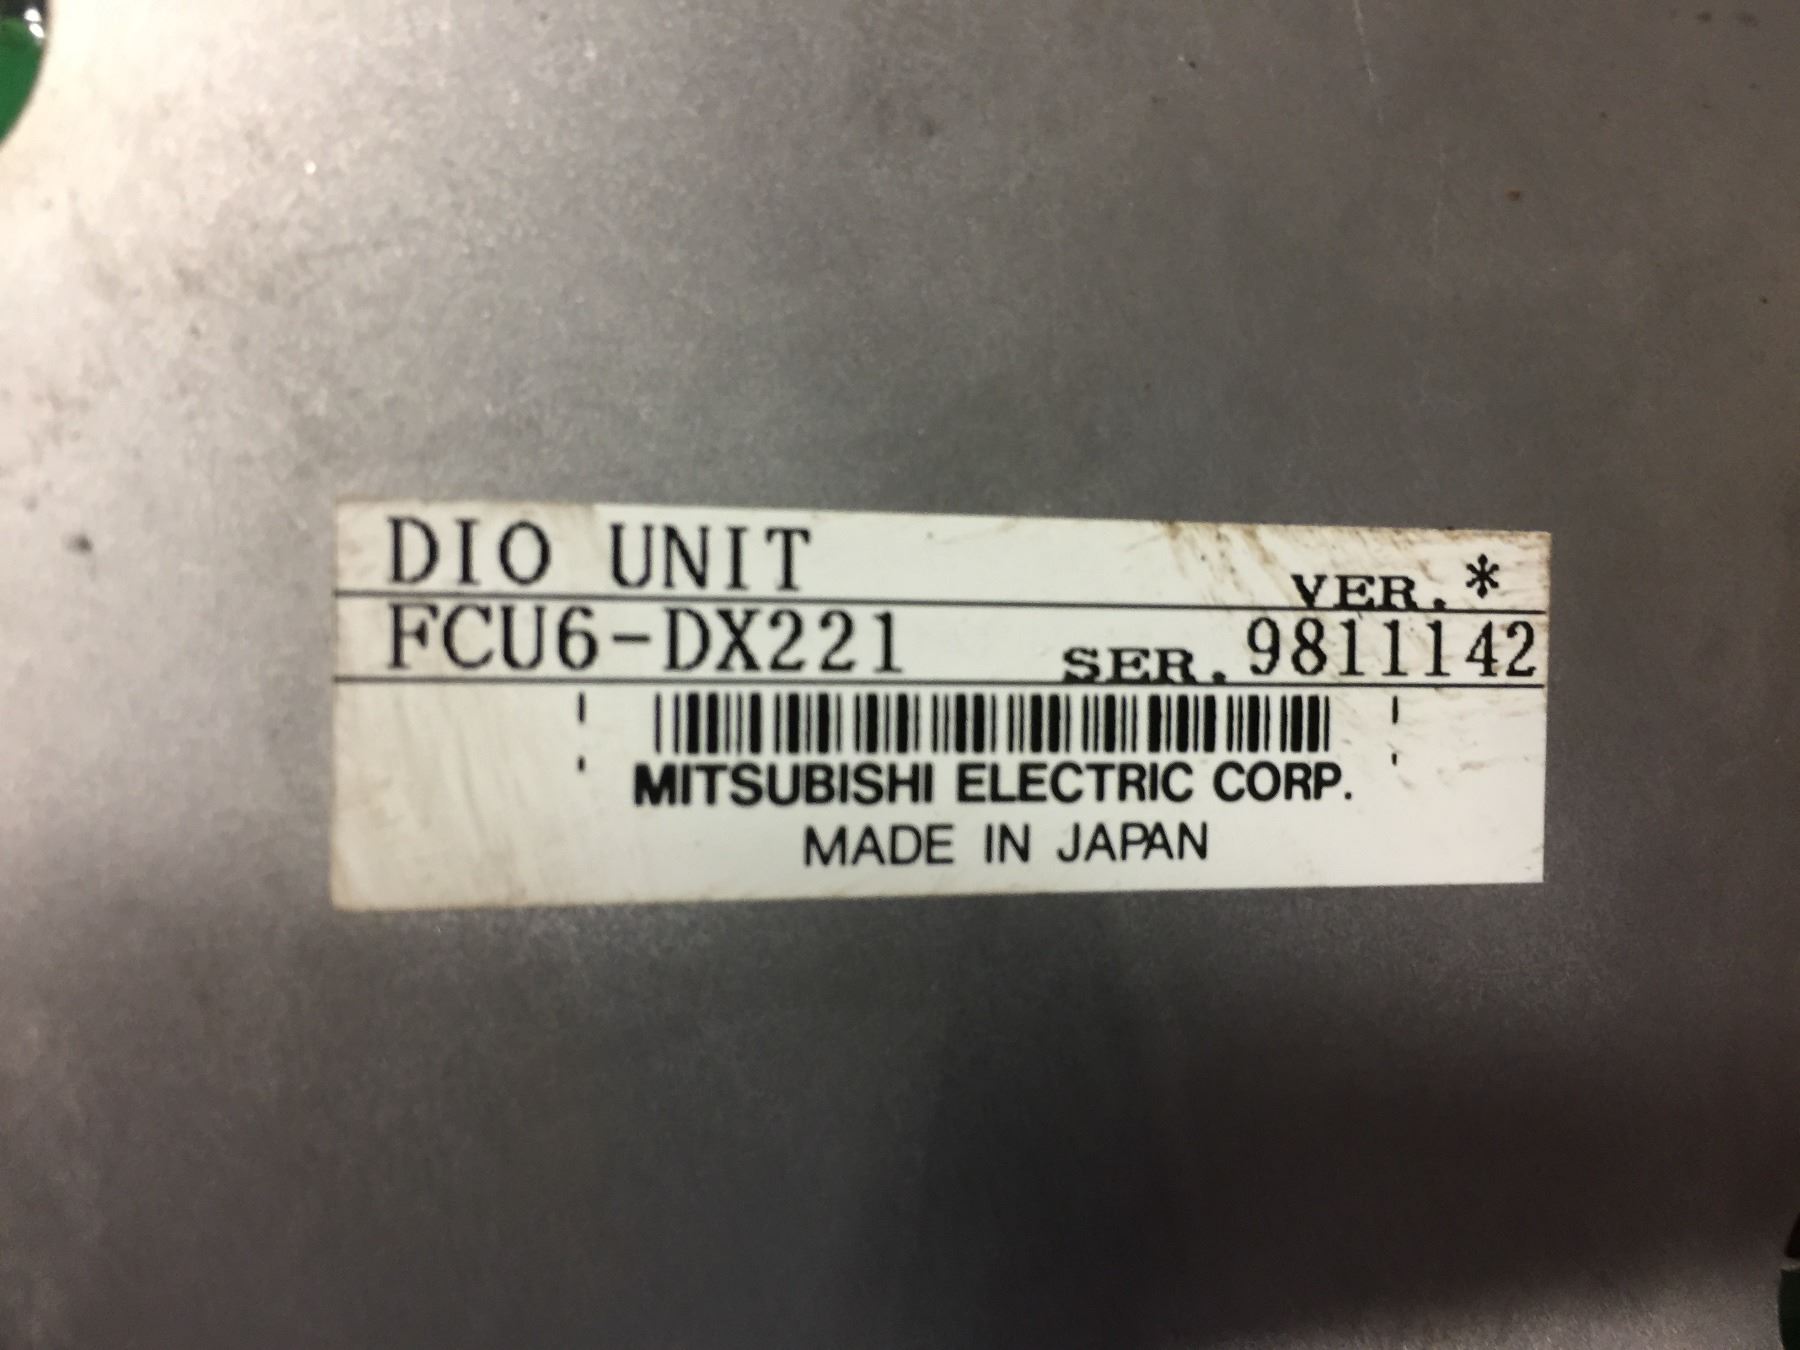 DIO UNIT VER. *
FCU6-DX221 SER. 9811142
MITSUBISHI ELECTRIC CORP.
MADE IN JAPAN